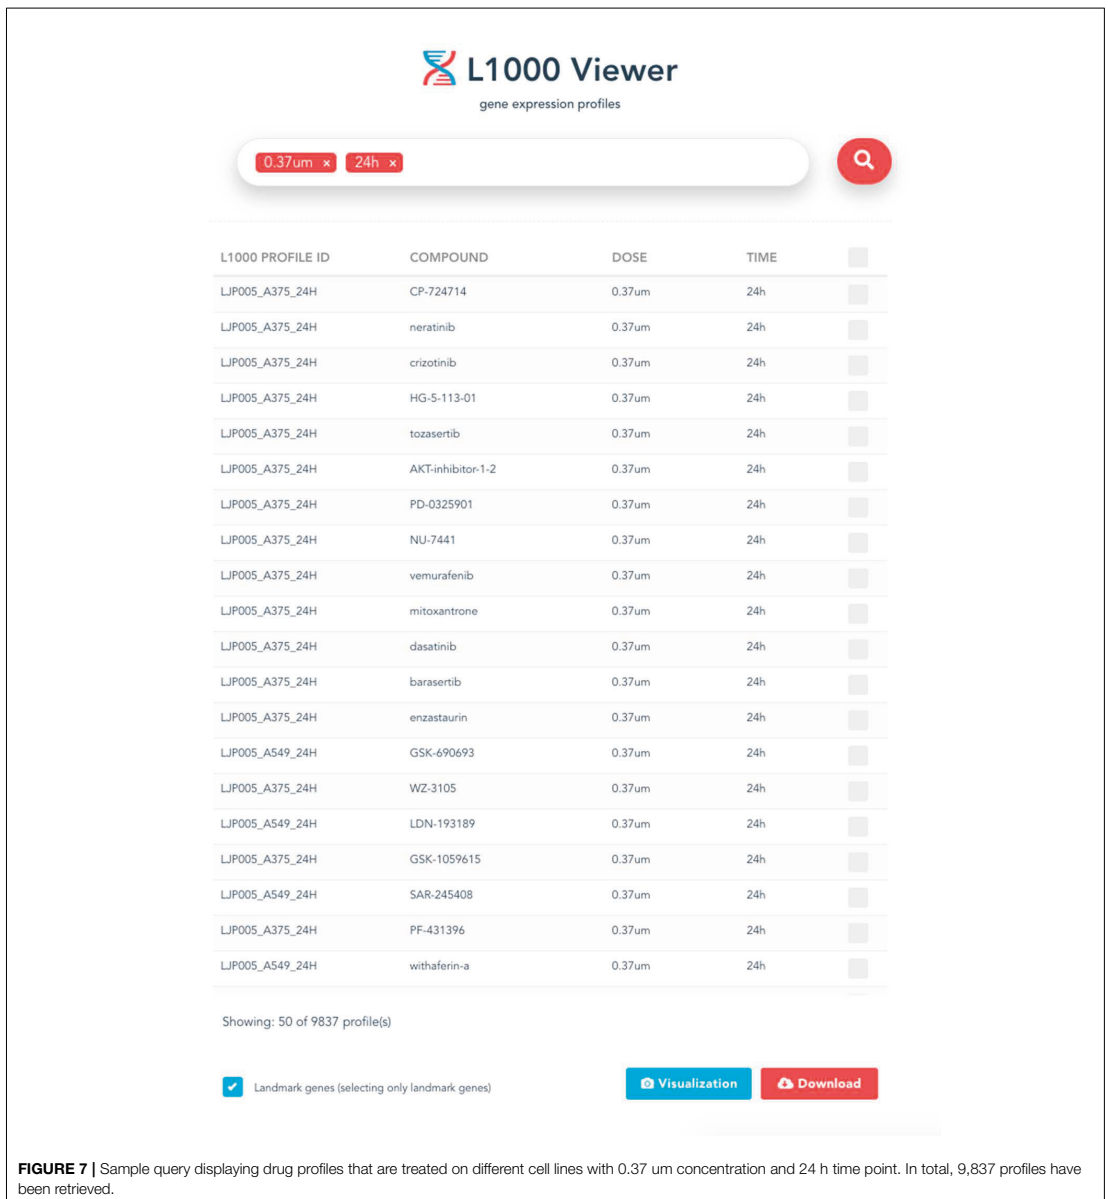 L1000 Viewer
gene expression profiles
0.37um × 24h ×
L1000 PROFILE ID COMPOUND DOSE TIME
LJP005_A375_24H CP-724714 0.37um 24h
LJP005_A375_24H neratinib 0.37um 24h
LJP005_A375_24H crizotinib 0.37um 24h
LJP005_A375_24H HG-5-113-01 0.37um 24h
LJP005_A375_24H tozasertib 0.37um 24h
LJP005_A375_24H AKT-inhibitor-1-2 0.37um 24h
LJP005_A375_24H PD-0325901 0.37um 24h
LJP005_A375_24H NU-7441 0.37um 24h
LJP005_A375_24H vemurafenib 0.37um 24h
LJP005_A375_24H mitoxantrone 0.37um 24h
LJP005_A375_24H dasatinib 0.37um 24h
LJP005_A375_24H barasertib 0.37um 24h
LJP005_A375_24H enzastaurin 0.37um 24h
LJP005_A549_24H GSK-690693 0.37um 24h
LJP005_A375_24H WZ-3105 0.37um 24h
LJP005_A549_24H LDN-193189 0.37um 24h
LJP005_A375_24H GSK-1059615 0.37um 24h
LJP005_A549_24H SAR-245408 0.37um 24h
LJP005_A375_24H PF-431396 0.37um 24h
LJP005_A549_24H withaferin-a 0.37um 24h
Showing: 50 of 9837 profile(s)
Landmark genes (selecting only landmark genes) Visualization Download
FIGURE 7 | Sample query displaying drug profiles that are treated on different cell lines with 0.37 um concentration and 24 h time point. In total, 9,837 profiles have
been retrieved.